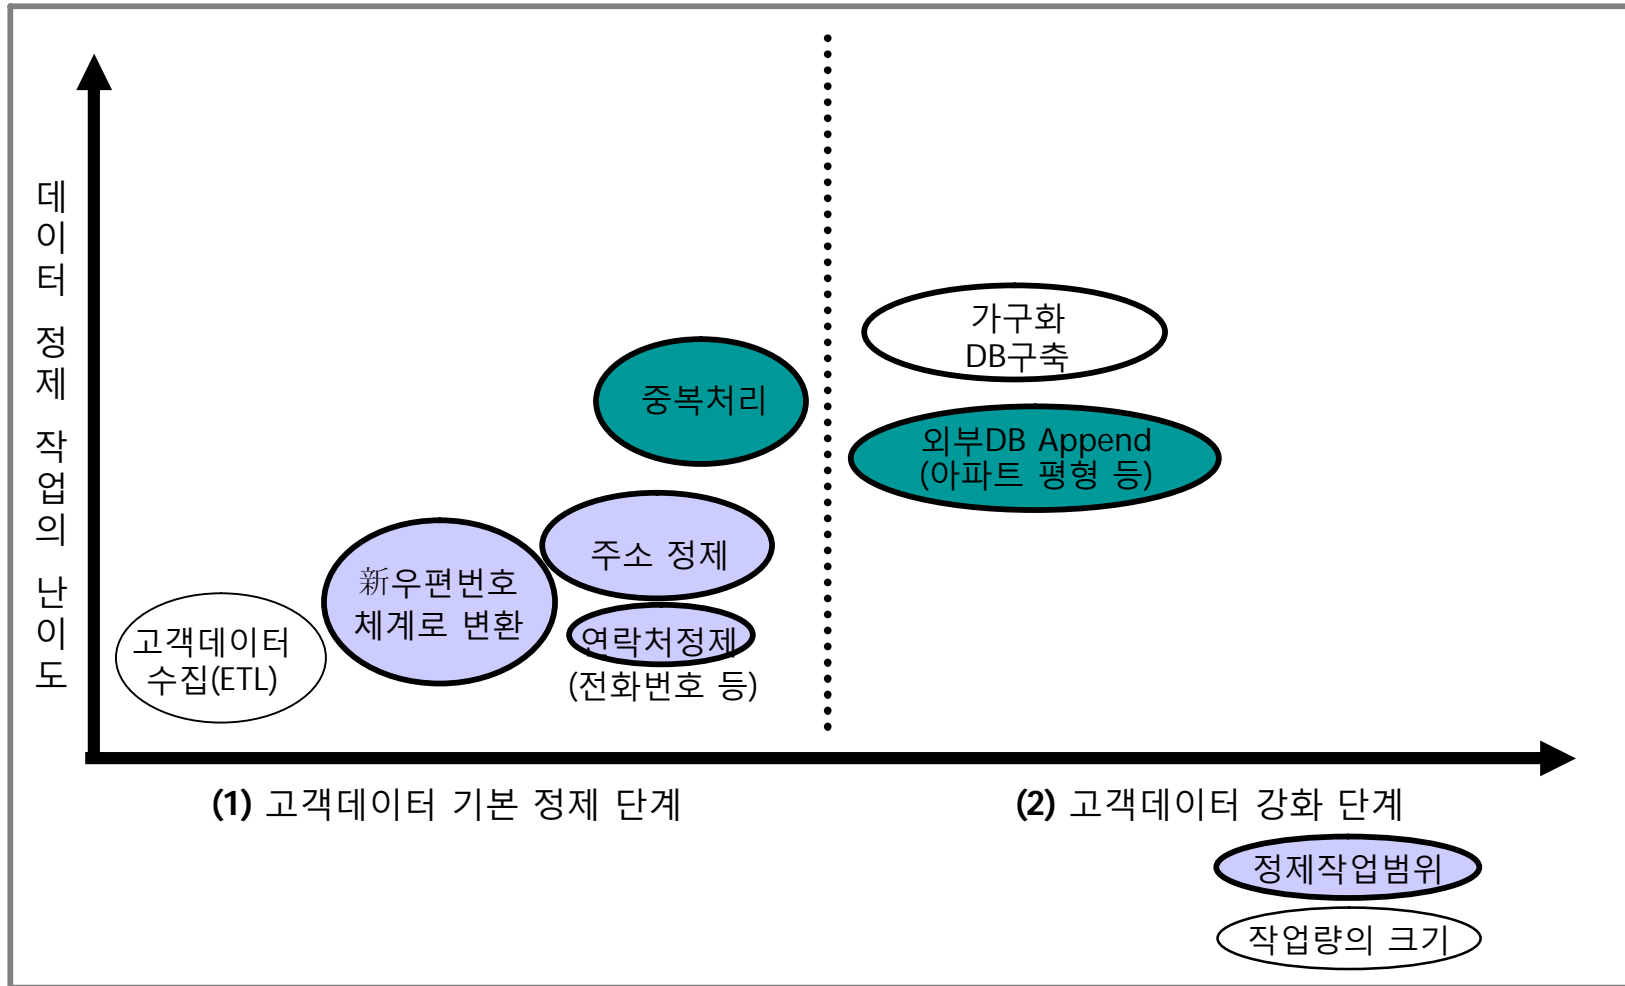 데이터 정제 작업의 난이도
가구화
DB구축
중복처리
외부DB Append
(아파트 평형 등)
주소 정제
新우편번호
체계로 변환
연락처정제
(전화번호 등)
고객데이터
수집(ETL)
(1) 고객데이터 기본 정제 단계
(2) 고객데이터 강화 단계
정제작업범위
작업량의 크기